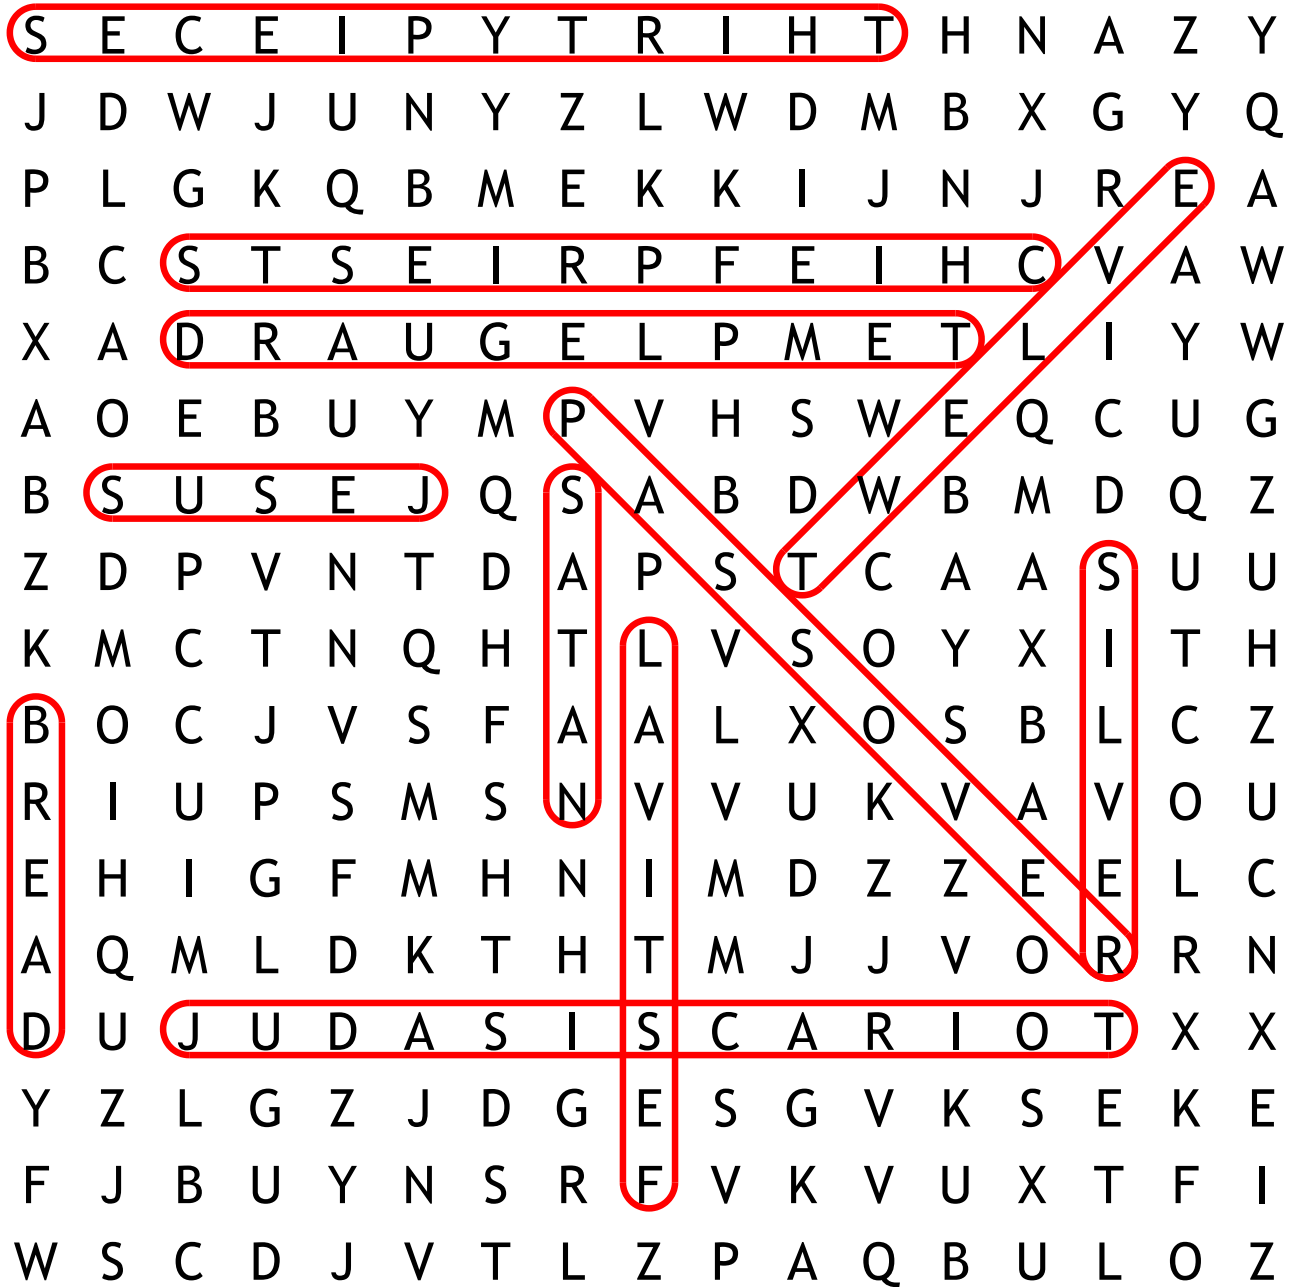 S E C E I P Y T R I H T H N A Z Y
J D W J U N Y Z L W D M B X G Y Q
P L G K Q B M E K K I J N J R E A
B C S T S E I R P F E I H C V A W
X A D R A U G E L P M E T L I Y W
A O E B U Y M P V H S W E Q C U G
B S U S E J Q S A B D W B M D Q Z
Z D P V N T D A P S T C A A S U U
K M C T N Q H T L V S O Y X I T H
B O C J V S F A A L X O S B L C Z
R I U P S M S N V V U K V A V O U
E H I G F M H N I M D Z Z E E L C
A Q M L D K T H T M J J V O R R N
D U J U D A S I S C A R I O T X X
Y Z L G Z J D G E S G V K S E K E
F J B U Y N S R F V K V U X T F I
W S C D J V T L Z P A Q B U L O Z